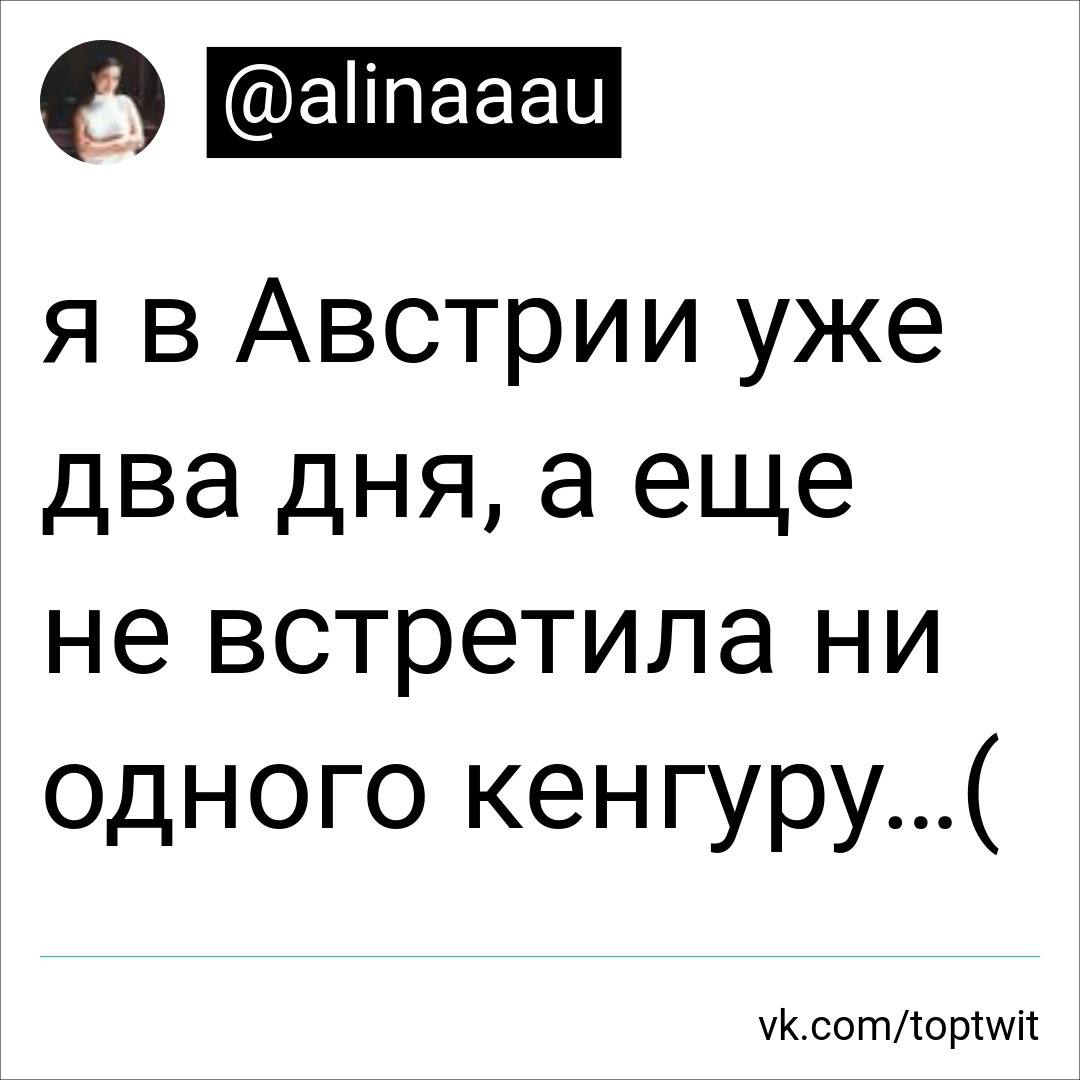 @alinaaau
я в Австрии уже
два дня, а еще
не встретила ни
одного кенгуру...(
vk.com/toptwit